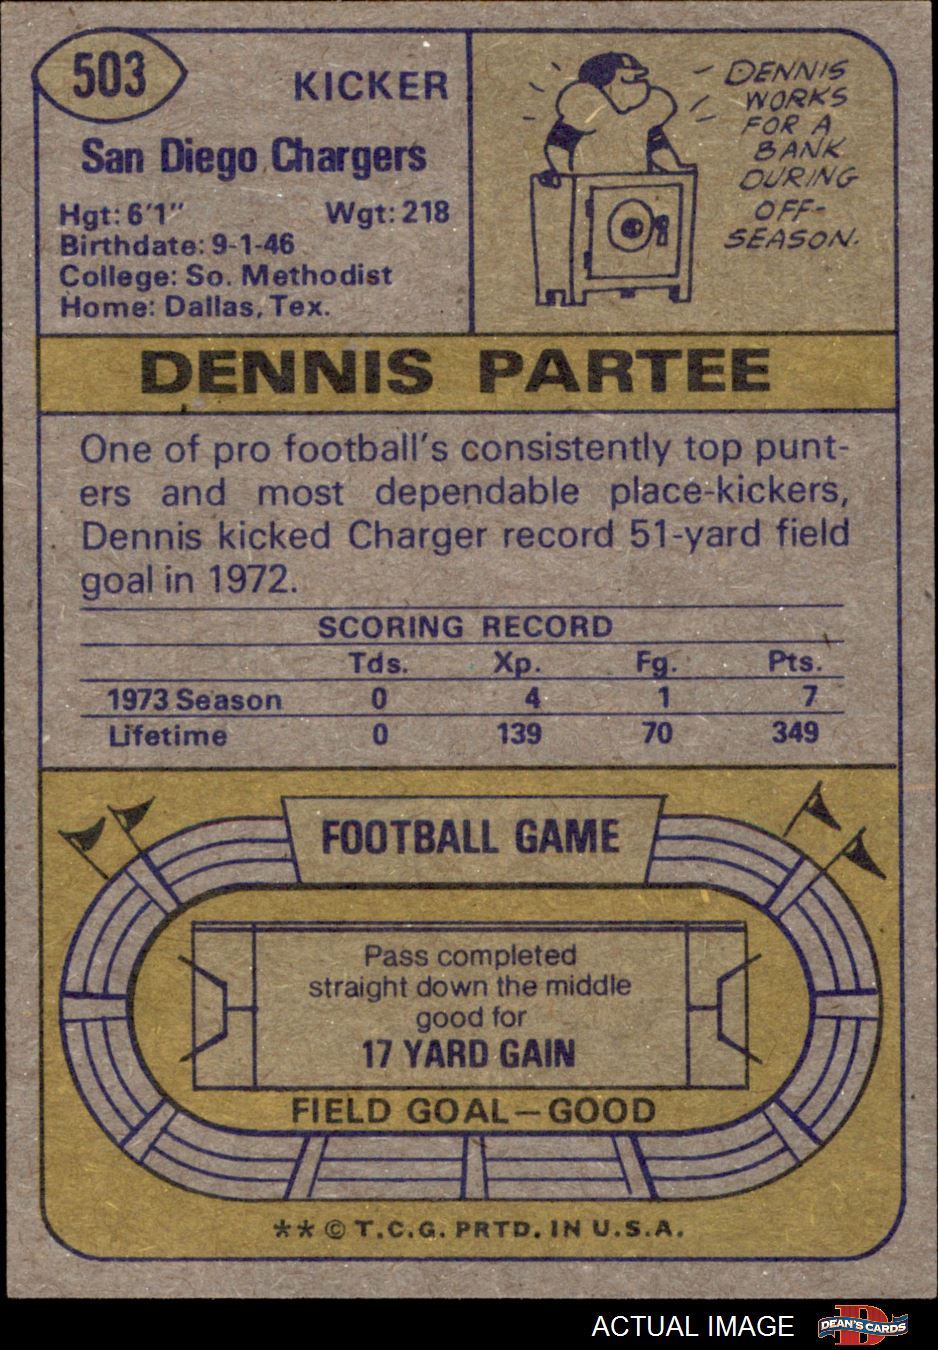 503
KICKER
San Diego Chargers
Hgt: 6'1" Wgt: 218
Birthdate: 9-1-46
College: So. Methodist
Home: Dallas, Tex.
DENNIS
WORKS
FOR A
BANK
DURING
OFF-
SEASON.
DENNIS PARTEE
One of pro football's consistently top punt-
ers and most dependable place-kickers,
Dennis kicked Charger record 51-yard field
goal in 1972.
SCORING RECORD
Tds. Xp. Fg. Pts.
1973 Season 0 4 1 7
Lifetime 0 139 70 349
FOOTBALL GAME
Pass completed
straight down the middle
good for
17 YARD GAIN
FIELD GOAL—GOOD
** © T.C.G. PRTD. IN U.S.A.
ACTUAL IMAGE
D
DEAN'S CARDS